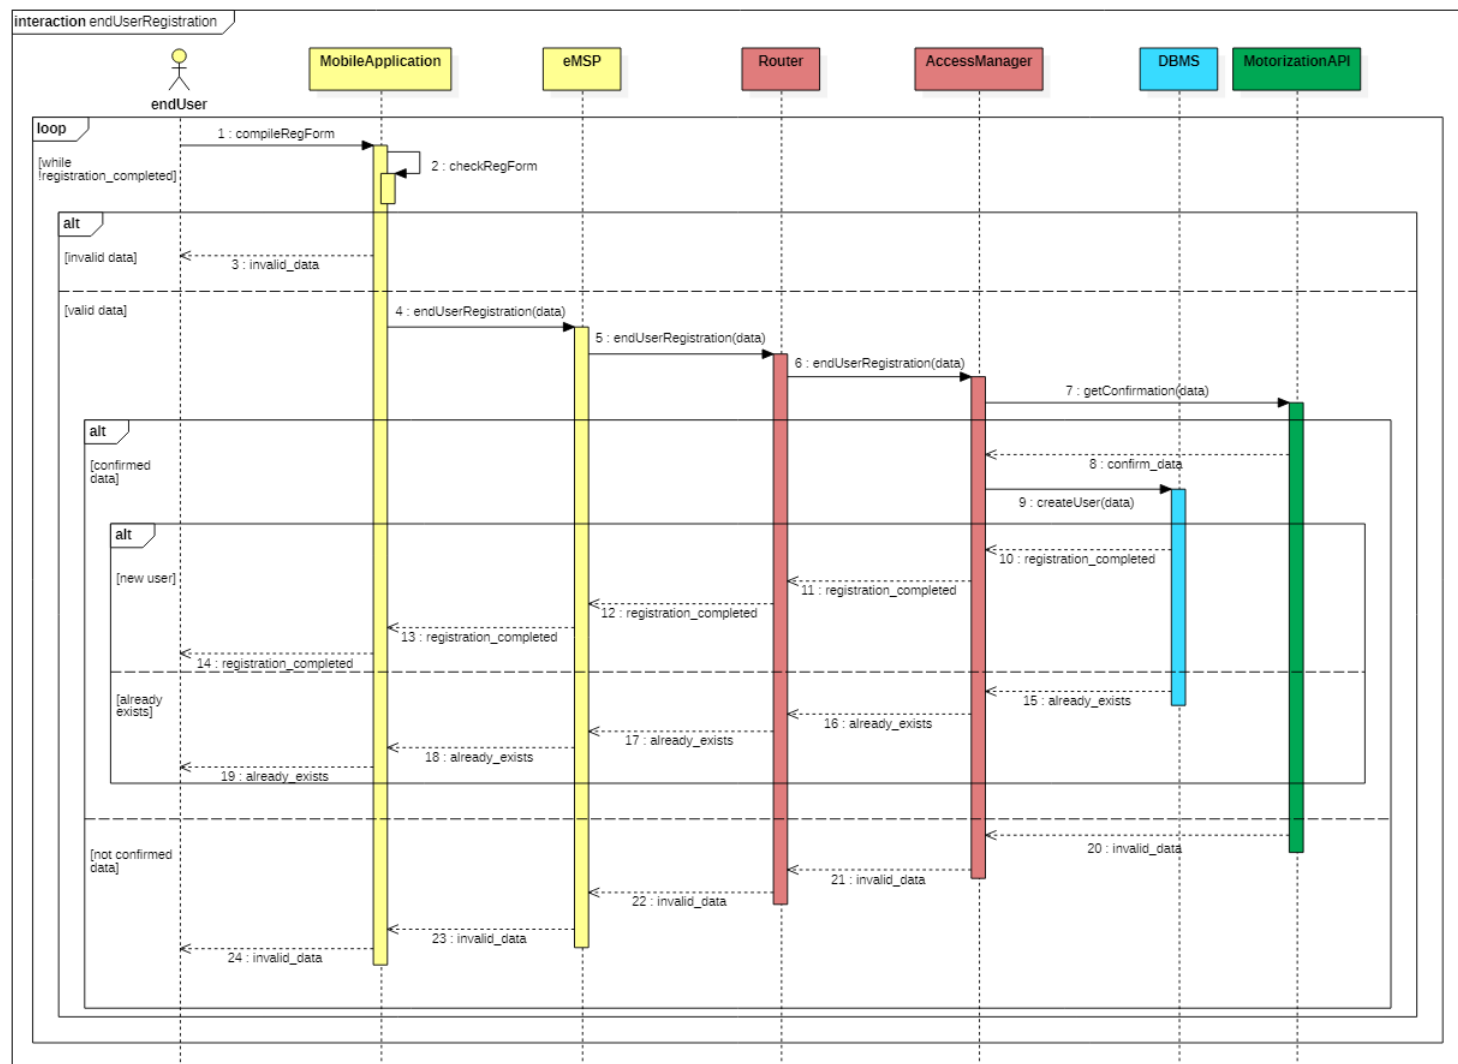 interaction endUserRegistration
endUser
MobileApplication
eMSP
Router
AccessManager
DBMS
MotorizationAPI
loop
[while
!registration_completed]
1 : compileRegForm
2 : checkRegForm
alt
[invalid data]
3 : invalid_data
[valid data]
4 : endUserRegistration(data)
5 : endUserRegistration(data)
6 : endUserRegistration(data)
7 : getConfirmation(data)
alt
[confirmed
data]
8 : confirm_data
9 : createUser(data)
alt
[new user]
10 : registration_completed
11 : registration_completed
12 : registration_completed
13 : registration_completed
14 : registration_completed
[already
exists]
15 : already_exists
16 : already_exists
17 : already_exists
18 : already_exists
19 : already_exists
[not confirmed
data]
20 : invalid_data
21 : invalid_data
22 : invalid_data
23 : invalid_data
24 : invalid_data